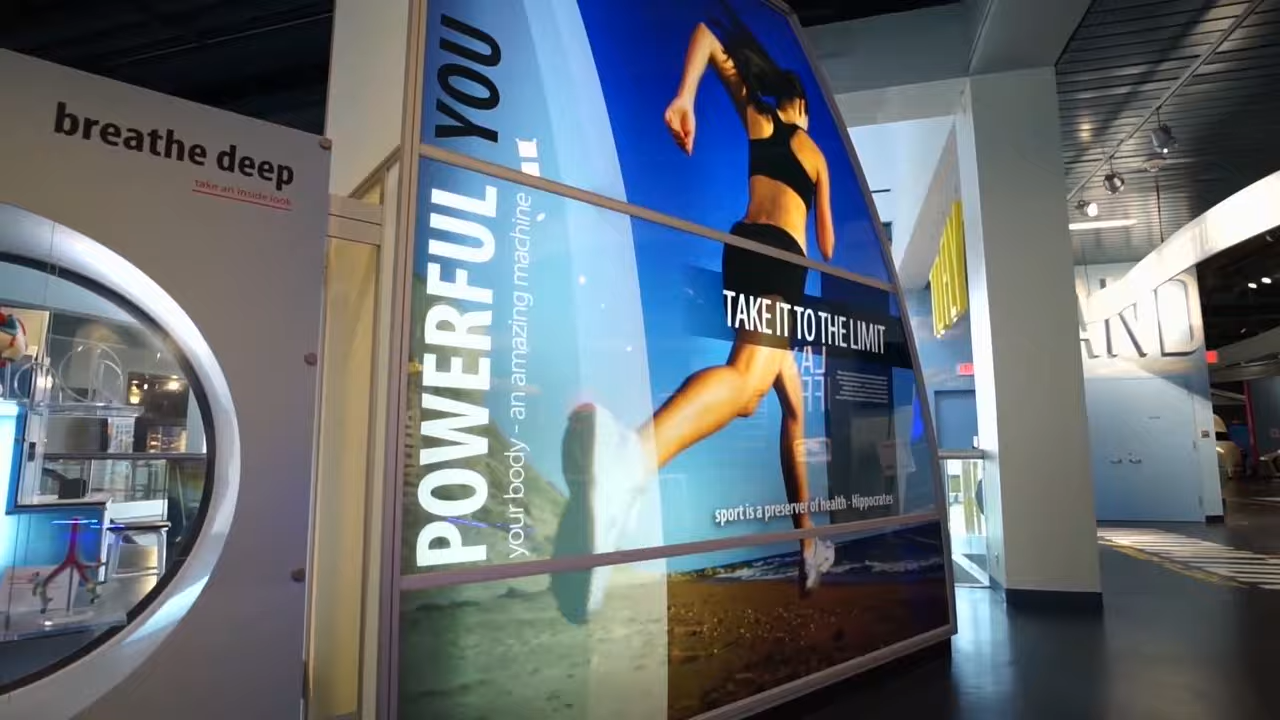 breathe deep
take an inside look
POWERFUL YOU
your body - an amazing machine
TAKE IT TO THE LIMIT
sport is a preserver of health - Hippocrates